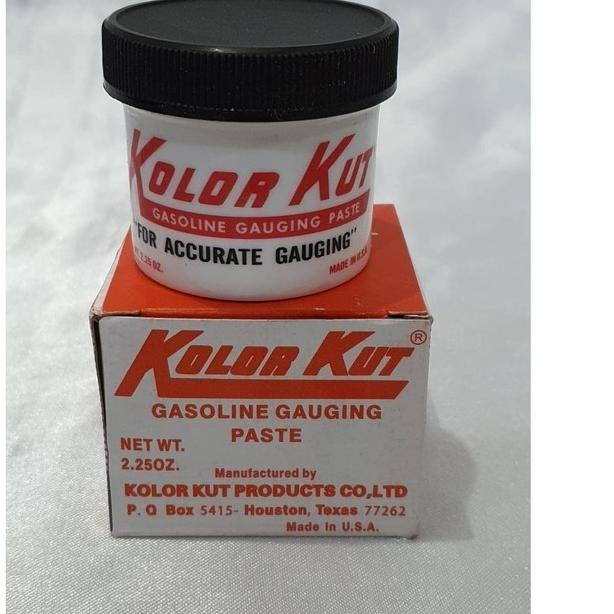 KOLOR KUT
GASOLINE GAUGING PASTE
"FOR ACCURATE GAUGING"
2.25 OZ.
MADE IN U.S.A.
KOLOR KUT®
GASOLINE GAUGING
PASTE
NET WT.
2.25OZ.
Manufactured by
KOLOR KUT PRODUCTS CO,LTD
P. O Box 5415- Houston, Texas 77262
Made in U.S.A.